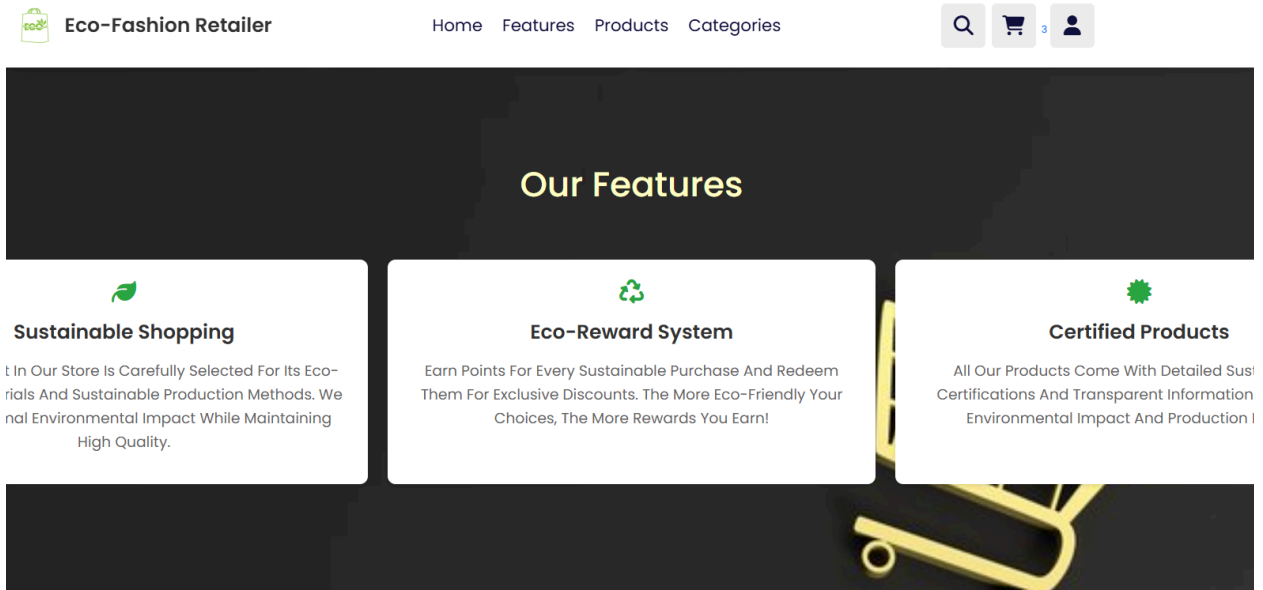 eco
Eco-Fashion Retailer
Home Features Products Categories
3
Our Features
Sustainable Shopping
t In Our Store Is Carefully Selected For Its Eco-
rials And Sustainable Production Methods. We
nal Environmental Impact While Maintaining
High Quality.
Eco-Reward System
Earn Points For Every Sustainable Purchase And Redeem
Them For Exclusive Discounts. The More Eco-Friendly Your
Choices, The More Rewards You Earn!
Certified Products
All Our Products Come With Detailed Sust
Certifications And Transparent Information
Environmental Impact And Production